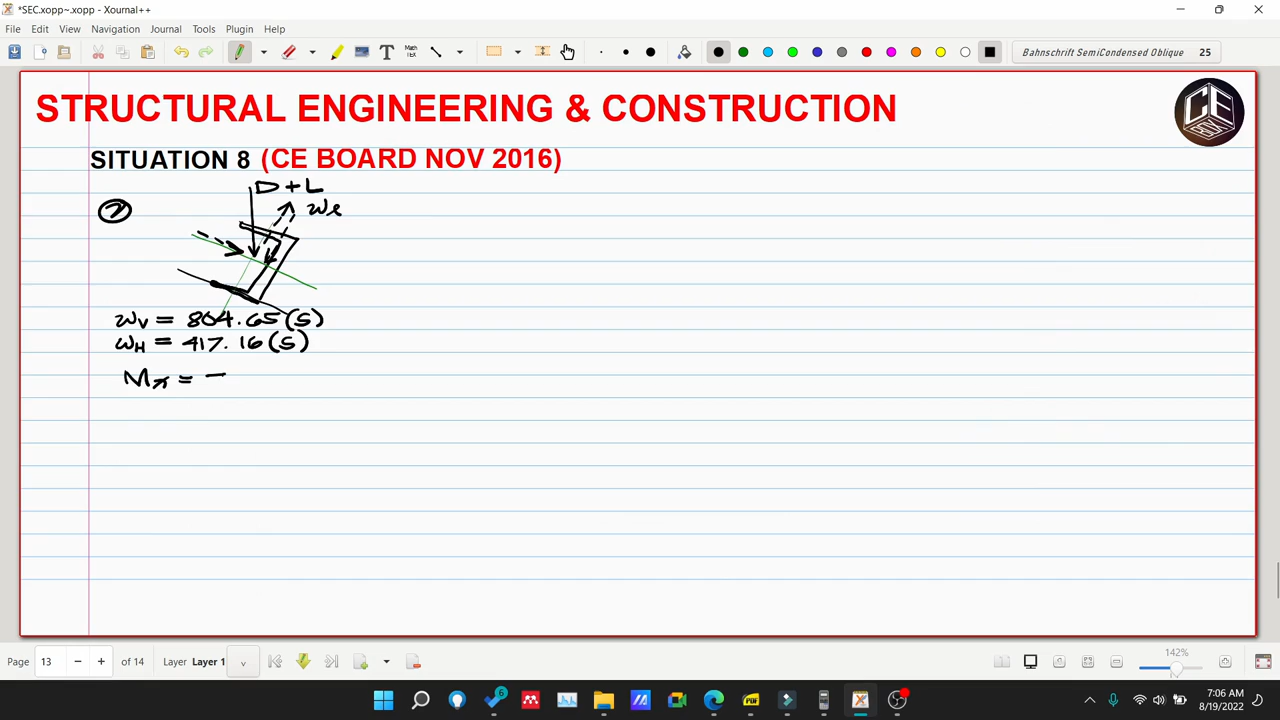 *SEC.xopp~.xopp - Xournal++
File Edit View Navigation Journal Tools Plugin Help
Bahnschrift SemiCondensed Oblique 25
STRUCTURAL ENGINEERING & CONSTRUCTION
SITUATION 8 (CE BOARD NOV 2016)
D + L
wV = 804.65(S)
wH = 417.16(S)
Mx = -
Page 13 of 14 Layer Layer 1
142%
6
PDF
7:06 AM
8/19/2022